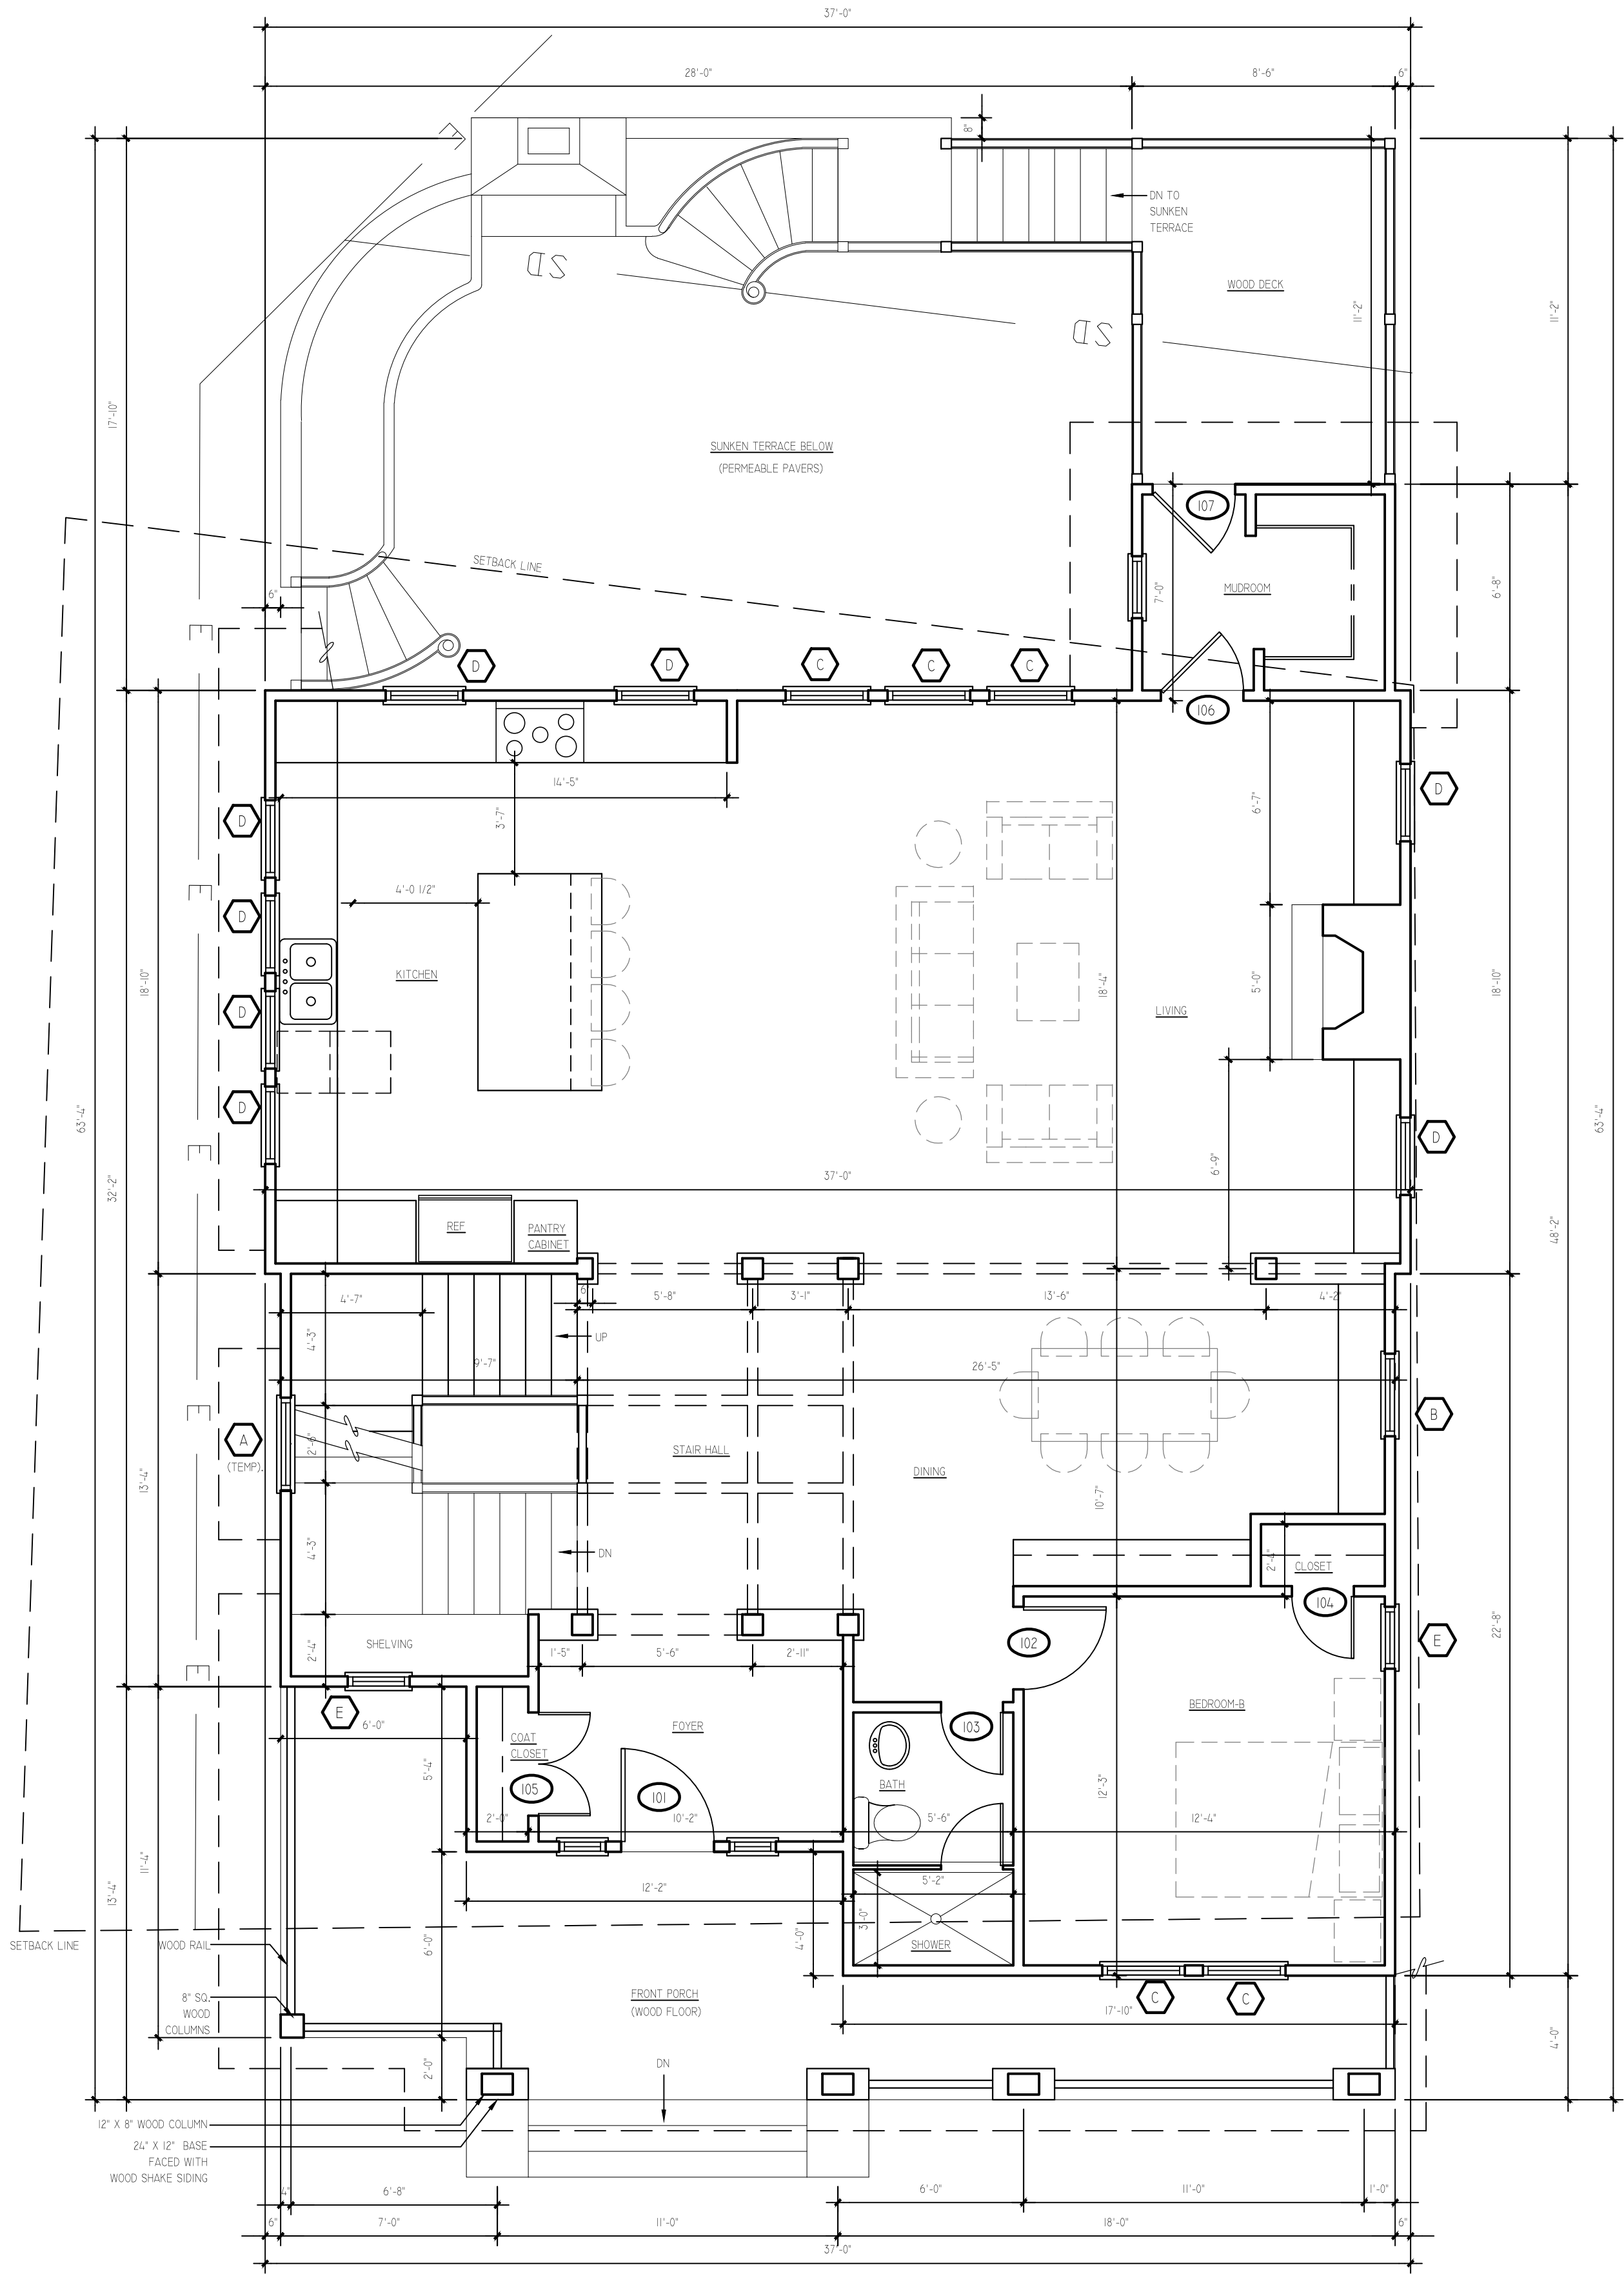 37'-0"
28'-0"
8'-6"
6"
8"
DN TO
SUNKEN
TERRACE
SD
WOOD DECK
11'-2"
11'-2"
SD
17'-10"
SUNKEN TERRACE BELOW
(PERMEABLE PAVERS)
107
SETBACK LINE
6"
7'-0"
MUDROOM
6'-8"
E
D
D
C
C
C
106
14'-5"
D
D
3'-7"
6'-7"
E
4'-0 1/2"
D
KITCHEN
18'-10"
18'-4"
5'-0"
18'-10"
LIVING
D
D
63'-4"
63'-4"
E
D
6'-9"
32'-2"
37'-0"
REF
PANTRY
CABINET
48'-2"
6"
4'-7"
5'-8"
3'-1"
13'-6"
4'-2"
4'-3"
UP
9'-7"
26'-5"
E
A
(TEMP).
2'-6"
STAIR HALL
DINING
B
13'-4"
10'-7"
4'-3"
DN
2'-4"
CLOSET
104
SHELVING
2'-4"
1'-5"
5'-6"
2'-11"
102
E
22'-8"
E
E
6'-0"
COAT
CLOSET
FOYER
103
BEDROOM-B
5'-4"
105
101
BATH
12'-3"
2'-0"
10'-2"
5'-6"
12'-4"
11'-4"
13'-4"
12'-2"
5'-2"
3'-0"
SETBACK LINE
WOOD RAIL
6'-0"
4'-0"
SHOWER
8" SQ.
WOOD
COLUMNS
FRONT PORCH
(WOOD FLOOR)
C
C
17'-10"
4'-0"
2'-0"
DN
12" X 8" WOOD COLUMN
24" X 12" BASE
FACED WITH
WOOD SHAKE SIDING
4"
6'-8"
6'-0"
11'-0"
1'-0"
6"
7'-0"
11'-0"
18'-0"
6"
37'-0"